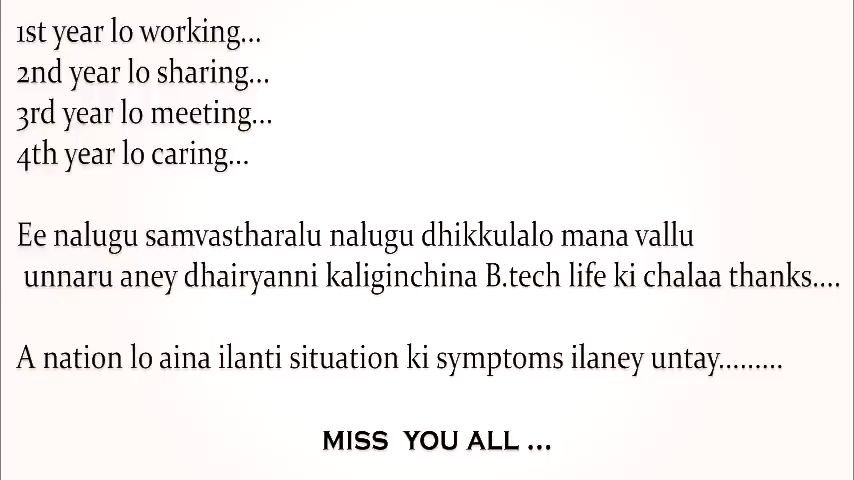 1st year lo working...
2nd year lo sharing...
3rd year lo meeting...
4th year lo caring...
Ee nalugu samvastharalu nalugu dhikkulalo mana vallu
unnaru aney dhairyanni kaliginchina B.tech life ki chalaa thanks....
A nation lo aina ilanti situation ki symptoms ilaney untay.........
MISS YOU ALL ...